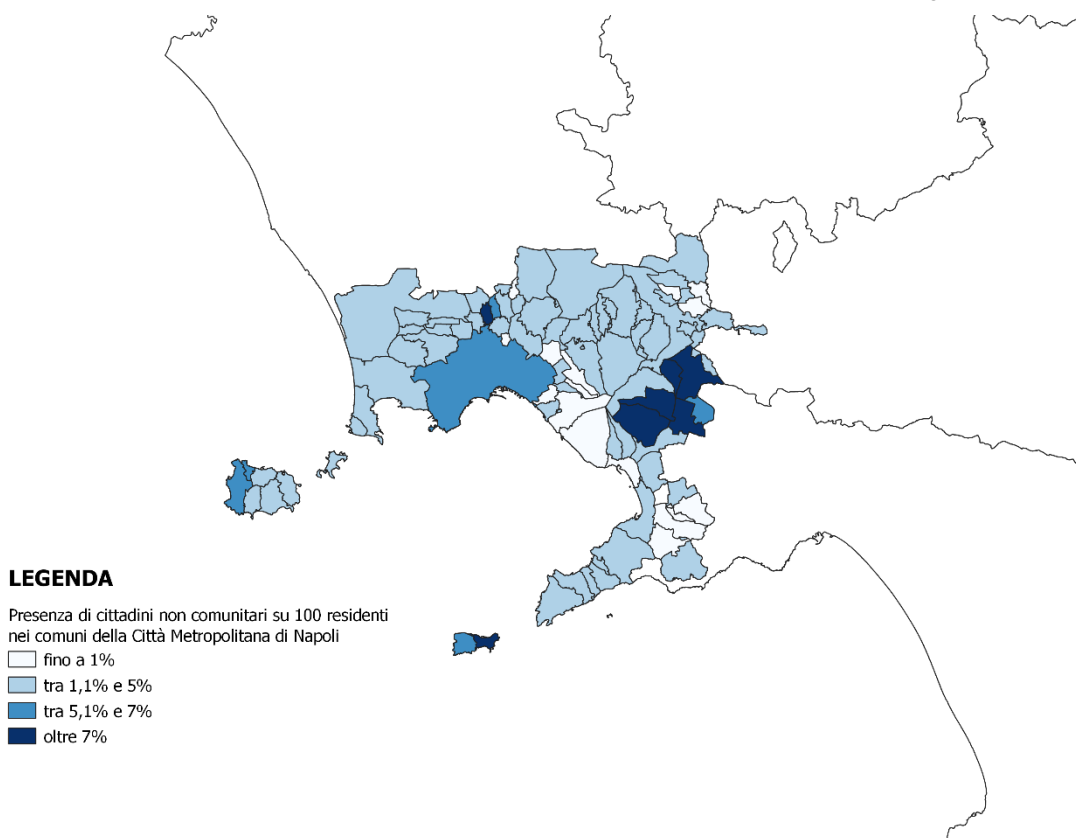 LEGENDA
Presenza di cittadini non comunitari su 100 residenti
nei comuni della Città Metropolitana di Napoli
fino a 1%
tra 1,1% e 5%
tra 5,1% e 7%
oltre 7%